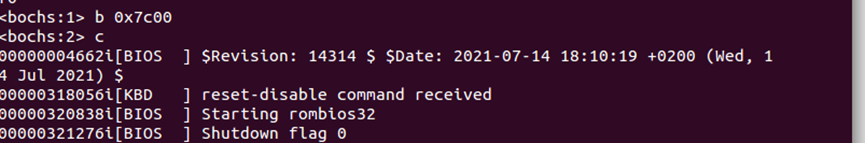 <bochs:1> b 0x7c00
<bochs:2> c
00000004662i[BIOS  ] $Revision: 14314 $ $Date: 2021-07-14 18:10:19 +0200 (Wed, 1
4 Jul 2021) $
00000318056i[KBD   ] reset-disable command received
00000320838i[BIOS  ] Starting rombios32
00000321276i[BIOS  ] Shutdown flag 0